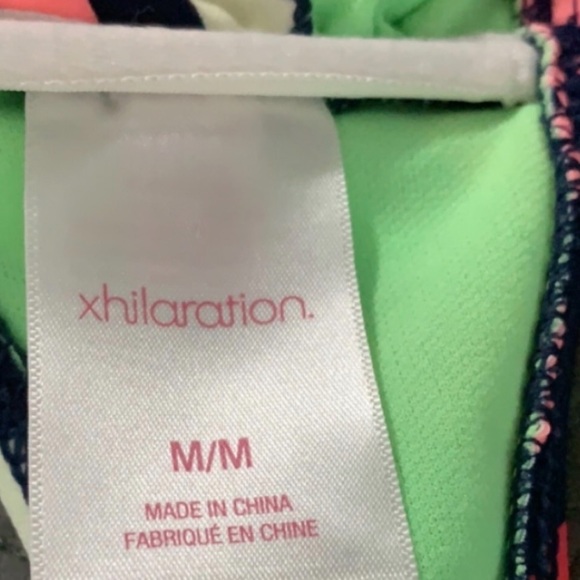 xhilaration.
M/M
MADE IN CHINA
FABRIQUÉ EN CHINE